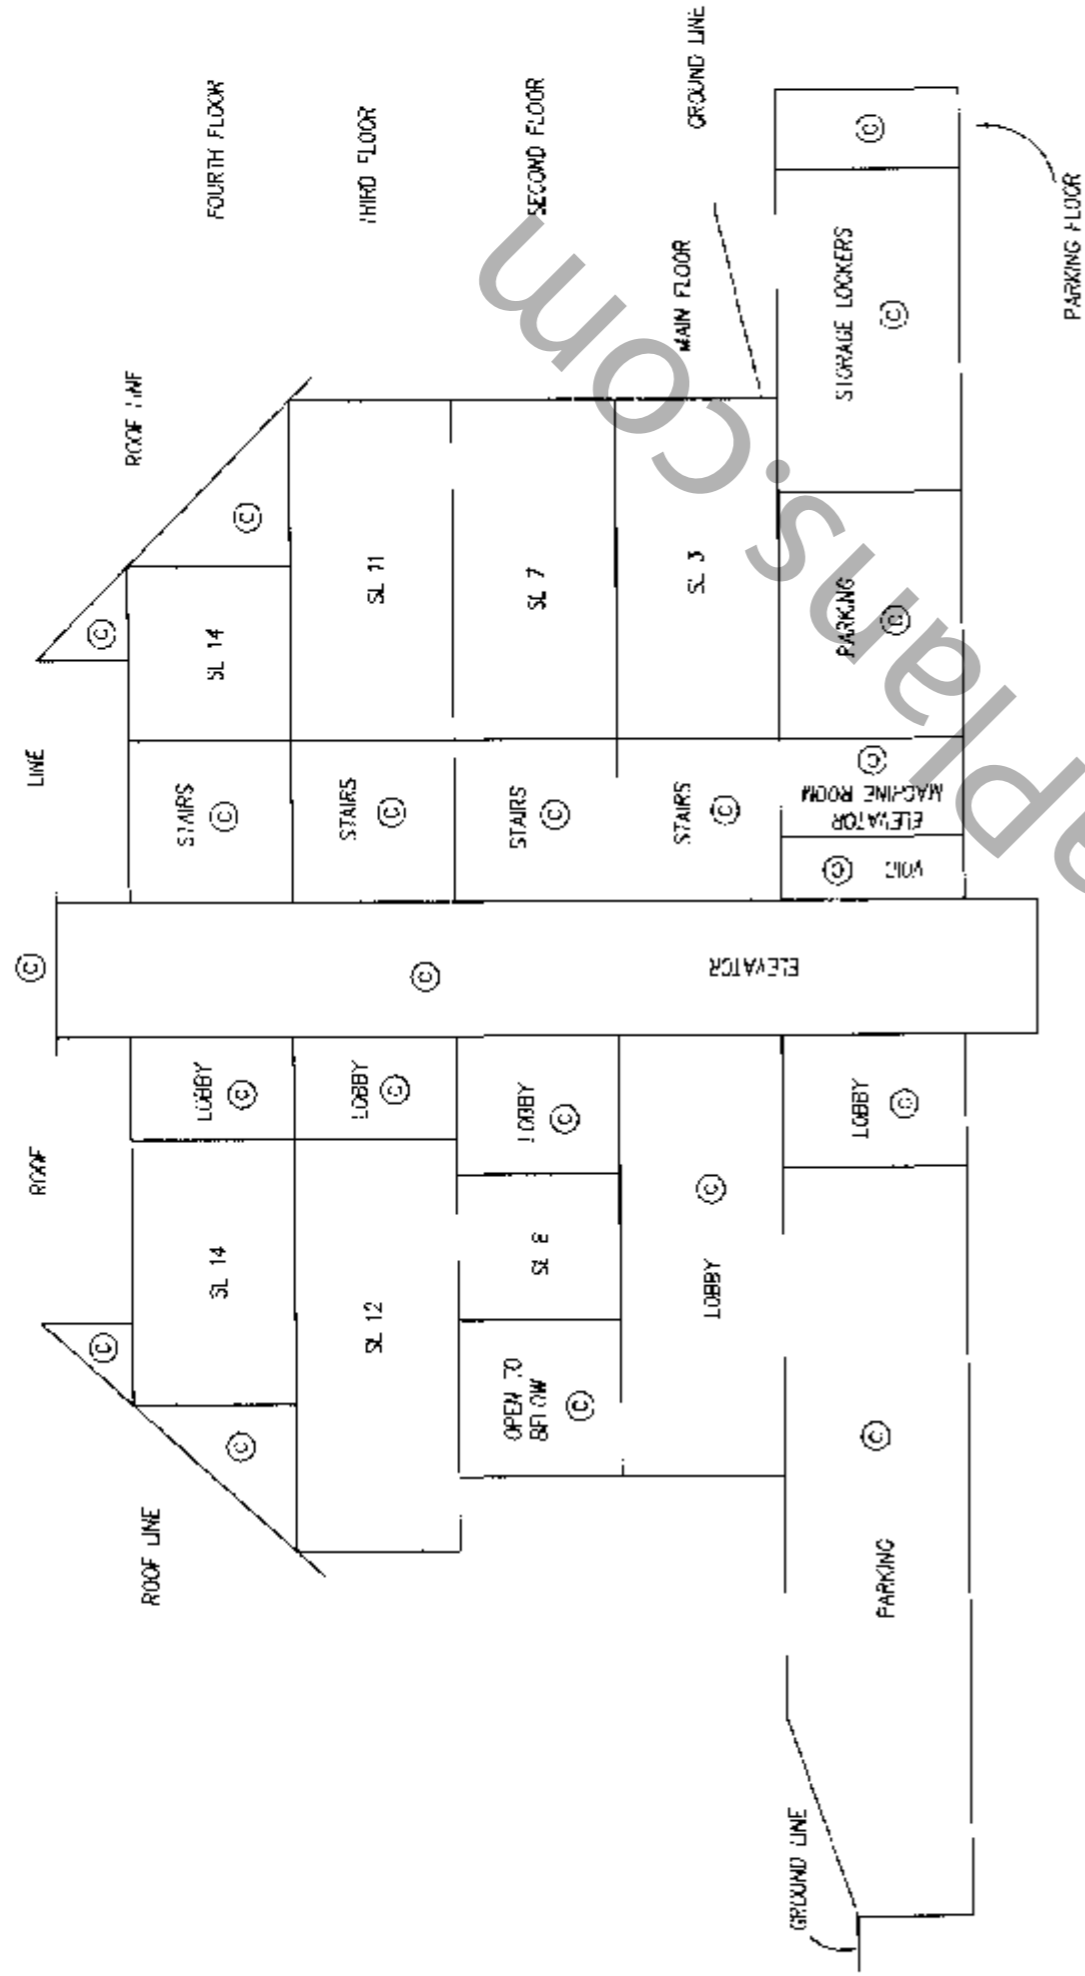 ROOF LINE
ROOF
LINE
ROOF LINE
FOURTH FLOOR
THIRD FLOOR
SECOND FLOOR
MAIN FLOOR
GROUND LINE
PARKING FLOOR
GROUND LINE
©
©
©
©
SL 14
LOBBY
©
STAIRS
©
SL 14
©
©
SL 12
LOBBY
©
©
STAIRS
©
SL 11
OPEN TO
BELOW
©
SL 8
LOBBY
©
STAIRS
©
SL 7
LOBBY
©
ELEVATOR
STAIRS
©
SL 3
PARKING
©
LOBBY
©
VOID
©
ELEVATOR
MACHINE ROOM
©
PARKING
©
STORAGE LOCKERS
©
©
plans.com